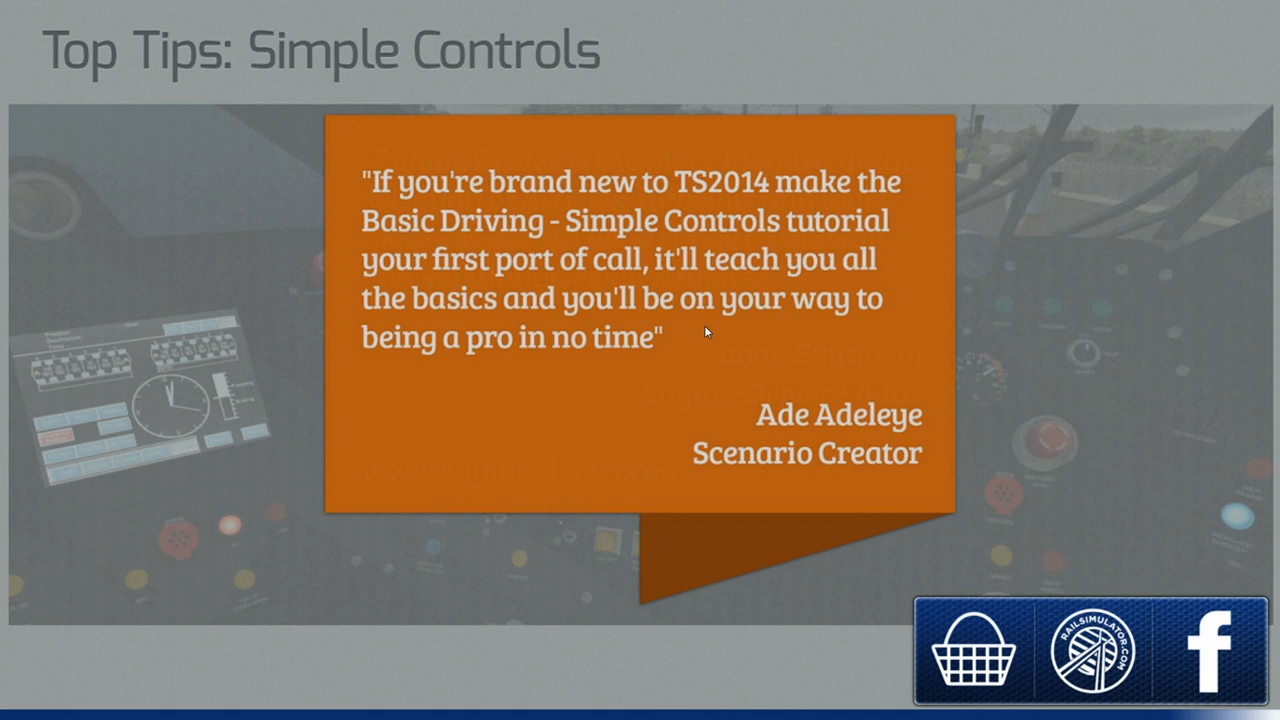 Top Tips: Simple Controls
"If you're brand new to TS2014 make the
Basic Driving - Simple Controls tutorial
your first port of call, it'll teach you all
the basics and you'll be on your way to
being a pro in no time"
Ade Adeleye
Scenario Creator
RAILSIMULATOR.COM
f